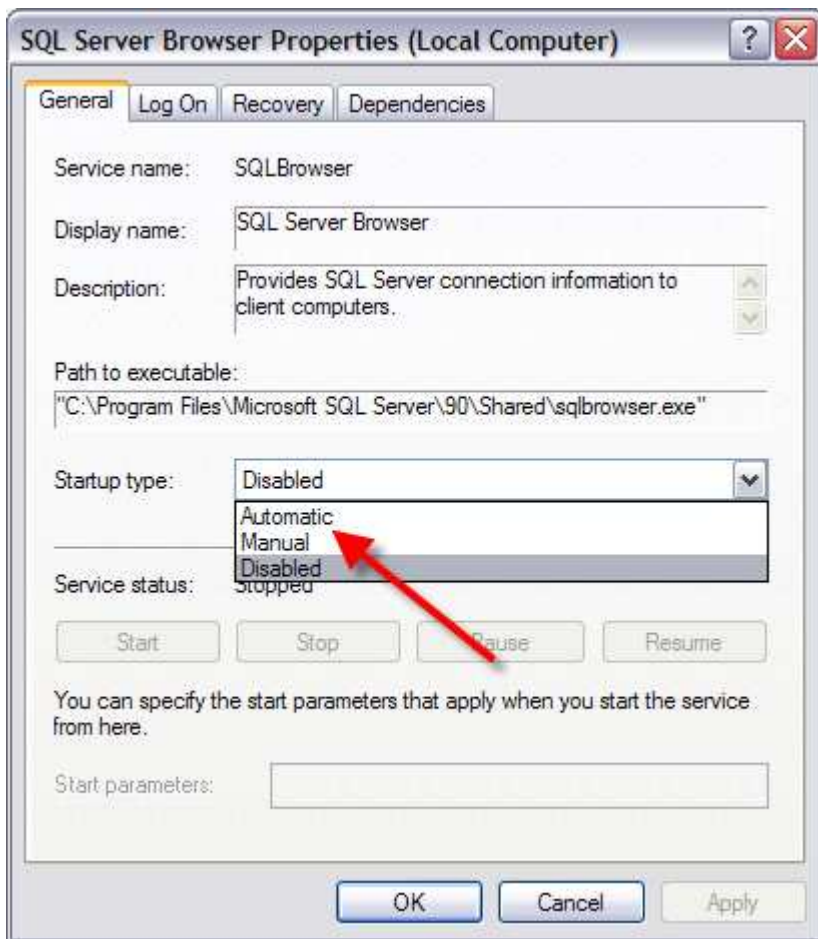 SQL Server Browser Properties (Local Computer)
General Log On Recovery Dependencies
Service name: SQLBrowser
Display name: SQL Server Browser
Description: Provides SQL Server connection information to
client computers.
Path to executable:
"C:\Program Files\Microsoft SQL Server\90\Shared\sqlbrowser.exe"
Startup type: Disabled
Automatic
Manual
Disabled
Service status: Stopped
Start Stop Pause Resume
You can specify the start parameters that apply when you start the service
from here.
Start parameters:
OK Cancel Apply